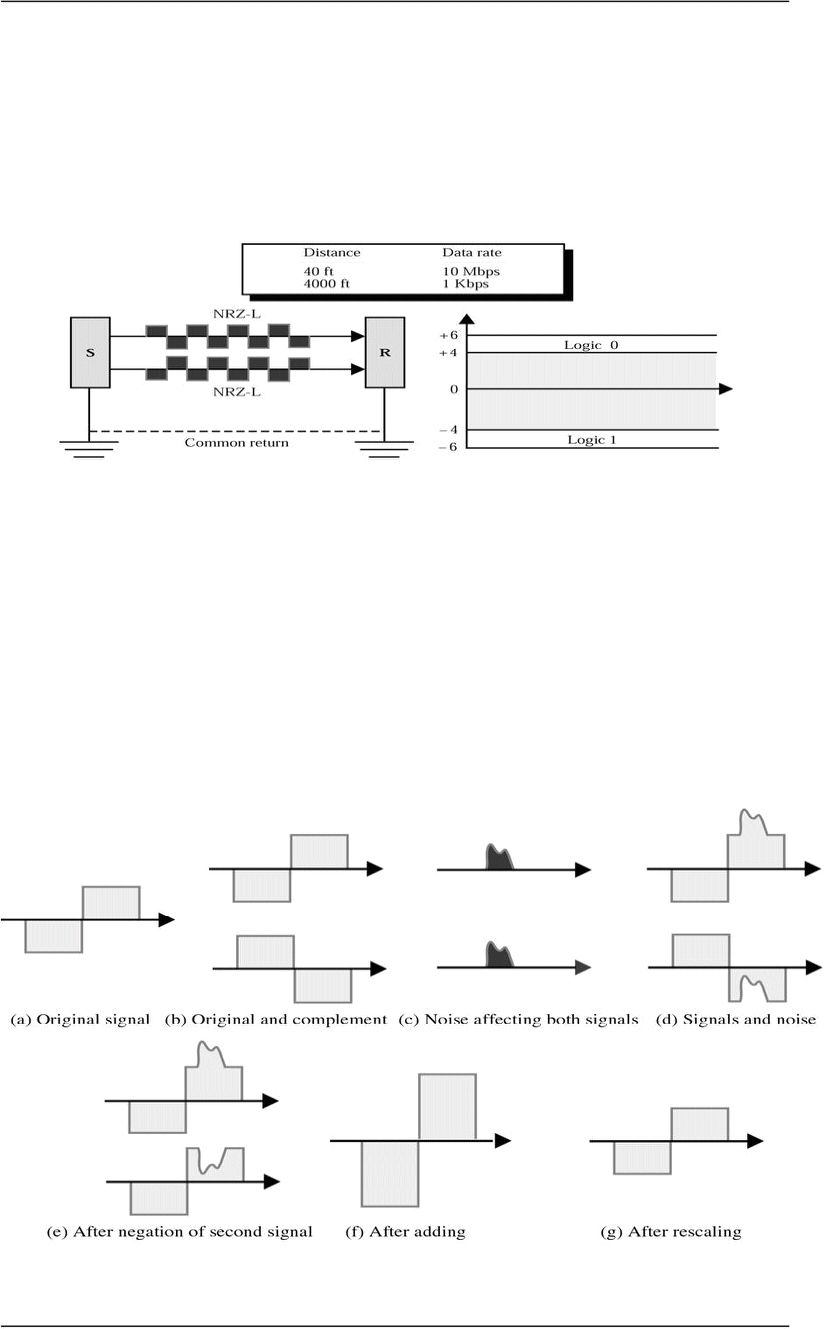 Distance Data rate
40 ft 10 Mbps
4000 ft 1 Kbps
NRZ-L
S
R
NRZ-L
Common return
+6
Logic 0
+4
0
–4
Logic 1
–6
(a) Original signal (b) Original and complement (c) Noise affecting both signals (d) Signals and noise
(e) After negation of second signal (f) After adding (g) After rescaling